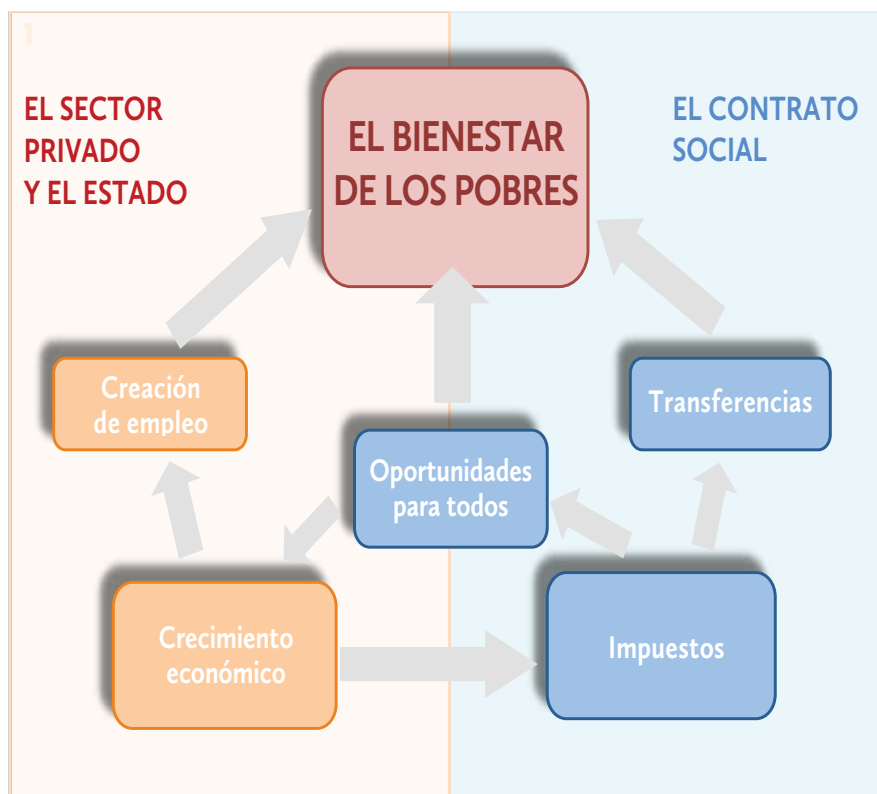 EL SECTOR
PRIVADO
Y EL ESTADO
EL BIENESTAR
DE LOS POBRES
EL CONTRATO
SOCIAL
Creación
de empleo
Transferencias
Oportunidades
para todos
Crecimiento
económico
Impuestos